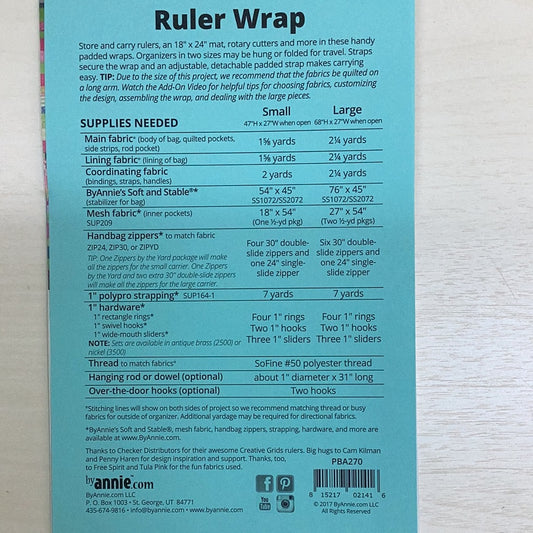 Ruler Wrap
Store and carry rulers, an 18" x 24" mat, rotary cutters and more in these handy
padded wraps. Organizers in two sizes may be hung or folded for travel. Straps
secure the wrap and an adjustable, detachable padded strap makes carrying
easy. TIP: Due to the size of this project, we recommend that the fabrics be quilted on
a long arm. Watch the Add-On Video for helpful tips for choosing fabrics, customizing
the design, assembling the wrap, and dealing with the large pieces.
SUPPLIES NEEDED Small Large
47"H x 27"W when open 68"H x 27"W when open
Main fabric* (body of bag, quilted pockets, side strips, rod pocket) 1⅝ yards 2¼ yards
Lining fabric* (lining of bag) 1⅝ yards 2¼ yards
Coordinating fabric (bindings, straps, handles) 2 yards 2¼ yards
ByAnnie's Soft and Stable®* 54" x 45" 76" x 45"
(stabilizer for bag) SS1072/SS2072 SS1072/SS2072
Mesh fabric* (inner pockets) 18" x 54" 27" x 54"
SUP209 (One ½-yd pkg) (Two ½-yd pkgs)
Handbag zippers* to match fabric
ZIP24, ZIP30, or ZIPYD
TIP: One Zippers by the Yard package will make
all the zippers for the small carrier. One Zippers
by the Yard and two extra 30" double-slide zippers
will make all the zippers for the large carrier.
Four 30" double-slide zippers and one 24" single-slide zipper
Six 30" double-slide zippers and one 24" single-slide zipper
1" polypro strapping* SUP164-1 7 yards 7 yards
1" hardware*
1" rectangle rings* Four 1" rings Four 1" rings
1" swivel hooks* Two 1" hooks Two 1" hooks
1" wide-mouth sliders* Three 1" sliders Three 1" sliders
NOTE: Sets are available in antique brass (2500) or
nickel (3500)
Thread to match fabrics* SoFine #50 polyester thread
Hanging rod or dowel (optional) about 1" diameter x 31" long
Over-the-door hooks (optional) Two hooks
*Stitching lines will show on both sides of project so we recommend matching thread or busy
fabrics for outside of organizer. Additional yardage may be required for directional fabrics.
*ByAnnie's Soft and Stable®, mesh fabric, handbag zippers, strapping, hardware, and more are
available at www.ByAnnie.com.
Thanks to Checker Distributors for their awesome Creative Grids rulers. Big hugs to Cam Kilman
and Penny Haren for design inspiration and support. Thanks, too,
to Free Spirit and Tula Pink for the fun fabrics used.
PBA270
byannie.com
ByAnnie.com LLC
P. O. Box 1003 • St. George, UT 84771
435-674-9816 • info@byannie.com • www.ByAnnie.com
You Tube
8 15217 02141 6
© 2017 ByAnnie.com LLC
All Rights Reserved